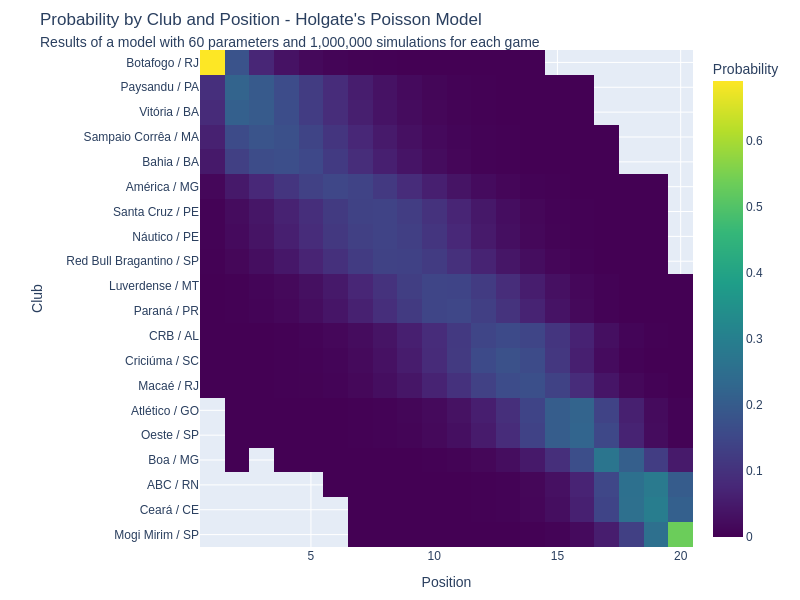 Probability by Club and Position - Holgate's Poisson Model
Results of a model with 60 parameters and 1,000,000 simulations for each game
Probability
Botafogo / RJ
Paysandu / PA
Vitória / BA
Sampaio Corrêa / MA
Bahia / BA
América / MG
Santa Cruz / PE
Náutico / PE
Red Bull Bragantino / SP
Luverdense / MT
Paraná / PR
CRB / AL
Criciúma / SC
Macaé / RJ
Atlético / GO
Oeste / SP
Boa / MG
ABC / RN
Ceará / CE
Mogi Mirim / SP
Club
5
10
15
20
Position
0.6
0.5
0.4
0.3
0.2
0.1
0